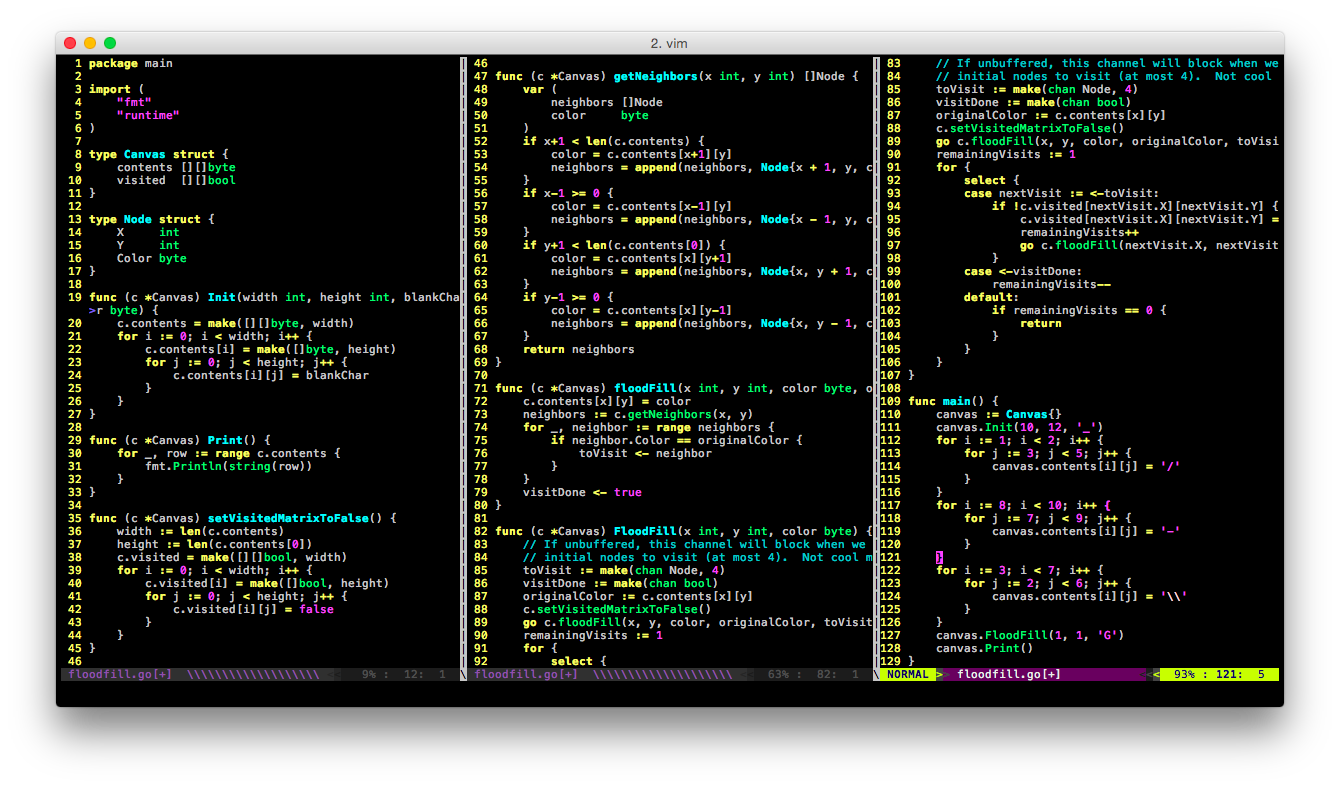 2. vim
1 package main
2
3 import (
4     "fmt"
5     "runtime"
6 )
7
8 type Canvas struct {
9     contents [][]byte
10     visited  [][]bool
11 }
12
13 type Node struct {
14     X     int
15     Y     int
16     Color byte
17 }
18
19 func (c *Canvas) Init(width int, height int, blankCha
>r byte) {
20     c.contents = make([][]byte, width)
21     for i := 0; i < width; i++ {
22         c.contents[i] = make([]byte, height)
23         for j := 0; j < height; j++ {
24             c.contents[i][j] = blankChar
25         }
26     }
27 }
28
29 func (c *Canvas) Print() {
30     for _, row := range c.contents {
31         fmt.Println(string(row))
32     }
33 }
34
35 func (c *Canvas) setVisitedMatrixToFalse() {
36     width := len(c.contents)
37     height := len(c.contents[0])
38     c.visited = make([][]bool, width)
39     for i := 0; i < width; i++ {
40         c.visited[i] = make([]bool, height)
41         for j := 0; j < height; j++ {
42             c.visited[i][j] = false
43         }
44     }
45 }
46
floodfill.go[+]  \\\\\\\\\\\\\\\\\\\ 9% :  12:  1
46
47 func (c *Canvas) getNeighbors(x int, y int) []Node {
48     var (
49         neighbors []Node
50         color     byte
51     )
52     if x+1 < len(c.contents) {
53         color = c.contents[x+1][y]
54         neighbors = append(neighbors, Node{x + 1, y, c
55     }
56     if x-1 >= 0 {
57         color = c.contents[x-1][y]
58         neighbors = append(neighbors, Node{x - 1, y, c
59     }
60     if y+1 < len(c.contents[0]) {
61         color = c.contents[x][y+1]
62         neighbors = append(neighbors, Node{x, y + 1, c
63     }
64     if y-1 >= 0 {
65         color = c.contents[x][y-1]
66         neighbors = append(neighbors, Node{x, y - 1, c
67     }
68     return neighbors
69 }
70
71 func (c *Canvas) floodFill(x int, y int, color byte, o
72     c.contents[x][y] = color
73     neighbors := c.getNeighbors(x, y)
74     for _, neighbor := range neighbors {
75         if neighbor.Color == originalColor {
76             toVisit <- neighbor
77         }
78     }
79     visitDone <- true
80 }
81
82 func (c *Canvas) FloodFill(x int, y int, color byte) {
83     // If unbuffered, this channel will block when we
84     // initial nodes to visit (at most 4).  Not cool m
85     toVisit := make(chan Node, 4)
86     visitDone := make(chan bool)
87     originalColor := c.contents[x][y]
88     c.setVisitedMatrixToFalse()
89     go c.floodFill(x, y, color, originalColor, toVisit
90     remainingVisits := 1
91     for {
92         select {
floodfill.go[+]  \\\\\\\\\\\\\\\\\\\\ 63% :  82:  1
83     // If unbuffered, this channel will block when we
84     // initial nodes to visit (at most 4).  Not cool
85     toVisit := make(chan Node, 4)
86     visitDone := make(chan bool)
87     originalColor := c.contents[x][y]
88     c.setVisitedMatrixToFalse()
89     go c.floodFill(x, y, color, originalColor, toVisi
90     remainingVisits := 1
91     for {
92         select {
93         case nextVisit := <-toVisit:
94             if !c.visited[nextVisit.X][nextVisit.Y] {
95                 c.visited[nextVisit.X][nextVisit.Y] =
96                 remainingVisits++
97                 go c.floodFill(nextVisit.X, nextVisit
98             }
99         case <-visitDone:
100             remainingVisits--
101         default:
102             if remainingVisits == 0 {
103                 return
104             }
105         }
106     }
107 }
108
109 func main() {
110     canvas := Canvas{}
111     canvas.Init(10, 12, '_')
112     for i := 1; i < 2; i++ {
113         for j := 3; j < 5; j++ {
114             canvas.contents[i][j] = '/'
115         }
116     }
117     for i := 8; i < 10; i++ {
118         for j := 7; j < 9; j++ {
119             canvas.contents[i][j] = '-'
120         }
121     }
122     for i := 3; i < 7; i++ {
123         for j := 2; j < 6; j++ {
124             canvas.contents[i][j] = '\\'
125         }
126     }
127     canvas.FloodFill(1, 1, 'G')
128     canvas.Print()
129 }
NORMAL > floodfill.go[+] < 93% : 121:  5